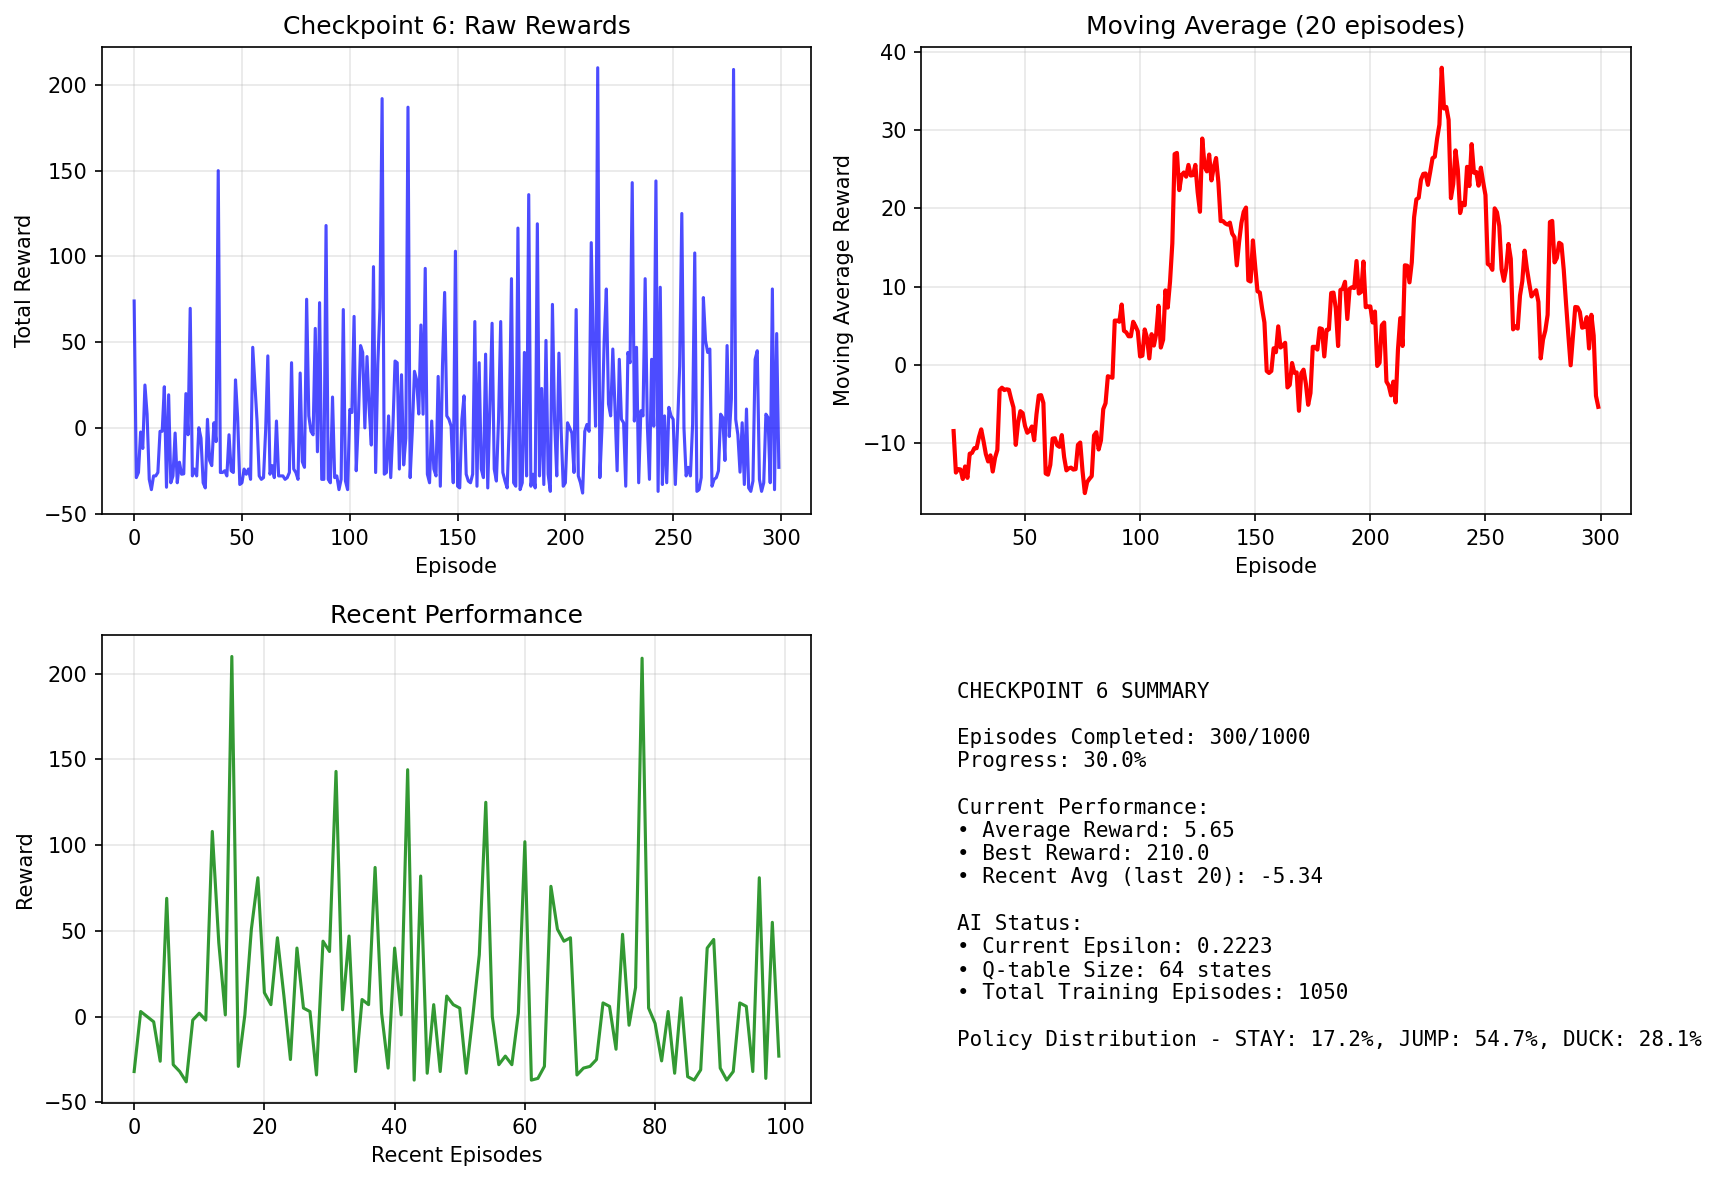 Checkpoint 6: Raw Rewards
200
150
100
50
0
−50
Total Reward
0 50 100 150 200 250 300
Episode
Moving Average (20 episodes)
40
30
20
10
0
−10
Moving Average Reward
50 100 150 200 250 300
Episode
Recent Performance
200
150
100
50
0
−50
Reward
0 20 40 60 80 100
Recent Episodes
CHECKPOINT 6 SUMMARY
Episodes Completed: 300/1000
Progress: 30.0%
Current Performance:
• Average Reward: 5.65
• Best Reward: 210.0
• Recent Avg (last 20): -5.34
AI Status:
• Current Epsilon: 0.2223
• Q-table Size: 64 states
• Total Training Episodes: 1050
Policy Distribution - STAY: 17.2%, JUMP: 54.7%, DUCK: 28.1%